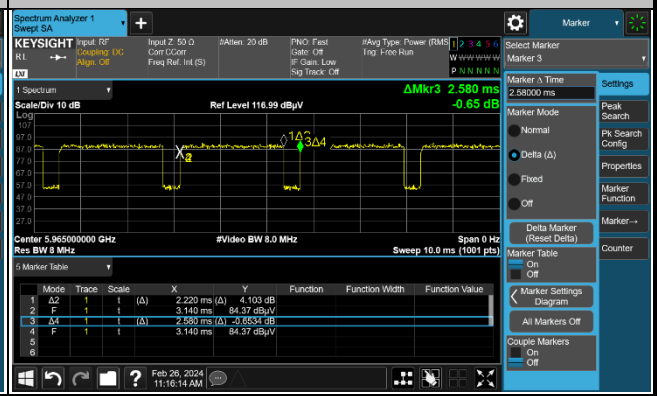 Spectrum Analyzer 1
Swept SA
+
Marker
KEYSIGHT Input: RF Input Z: 50 Ω #Atten: 20 dB PNO: Fast #Avg Type: Power (RMS) 1 2 3 4 5 6
RL Coupling: DC Corr CCorr Gate: Off Trig: Free Run
Align: Off Freq Ref: Int (S) IF Gain: Low W W W W W W
Sig Track: Off P N N N N N
LXI
Select Marker
Marker 3
1 Spectrum
ΔMkr3 2.580 ms
Scale/Div 10 dB Ref Level 116.99 dBµV -0.65 dB
Log
107
97.0
87.0
77.0
67.0
57.0
47.0
37.0
27.0
1Δ2
3Δ4
X
Center 5.965000000 GHz #Video BW 8.0 MHz Span 0 Hz
Res BW 8 MHz Sweep 10.0 ms (1001 pts)
5 Marker Table
Mode Trace Scale X Y Function Function Width Function Value
1 Δ2 1 t (Δ) 2.220 ms (Δ) 4.103 dB
2 F 1 t 3.140 ms 84.37 dBµV
3 Δ4 1 t (Δ) 2.580 ms (Δ) -0.6534 dB
4 F 1 t 3.140 ms 84.37 dBµV
5
6
Marker Δ Time
2.58000 ms
Marker Mode
Normal
Delta (Δ)
Fixed
Off
Delta Marker
(Reset Delta)
Marker Table
On
Off
Marker Settings
Diagram
All Markers Off
Couple Markers
On
Off
Settings
Peak
Search
Pk Search
Config
Properties
Marker
Function
Marker→
Counter
?
Feb 26, 2024
11:16:14 AM